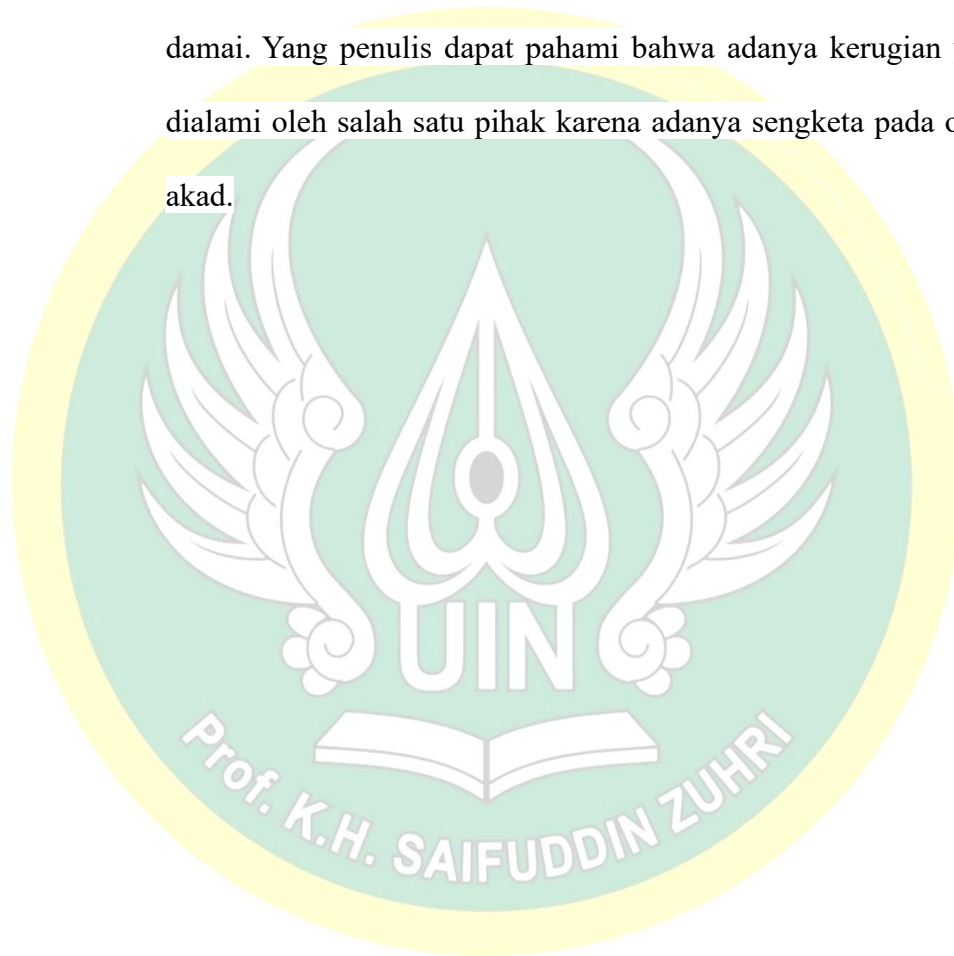 damai. Yang penulis dapat pahami bahwa adanya kerugian
dialami oleh salah satu pihak karena adanya sengketa pada
akad.
UIN
Prof. K.H. SAIFUDDIN ZUHRI